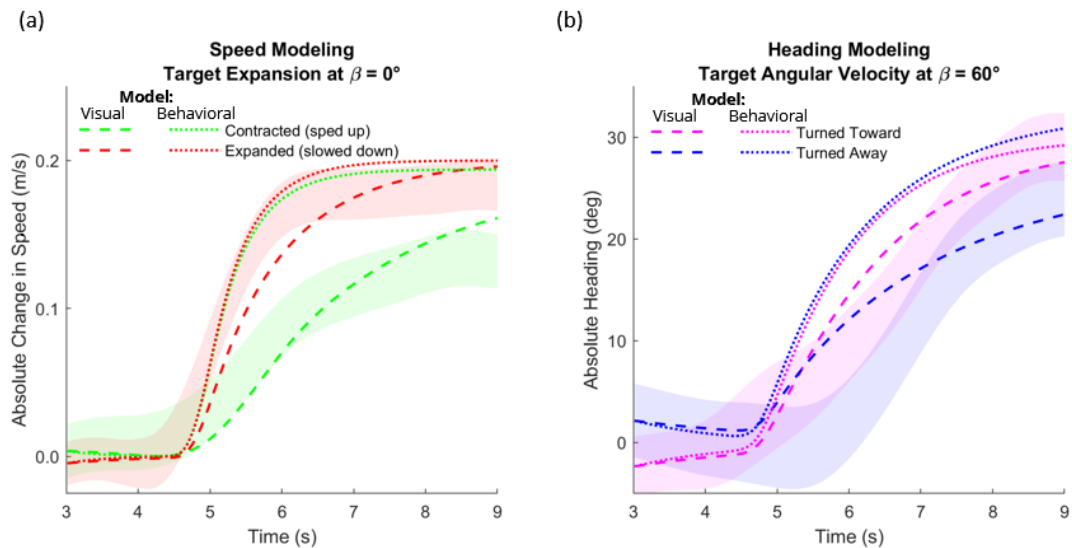 (a)
Speed Modeling
Target Expansion at β = 0°
Model:
Visual Behavioral
Contracted (sped up)
Expanded (slowed down)
Absolute Change in Speed (m/s)
0.2
0.1
0.0
3 4 5 6 7 8 9
Time (s)
(b)
Heading Modeling
Target Angular Velocity at β = 60°
Model:
Visual Behavioral
Turned Toward
Turned Away
Absolute Heading (deg)
30
20
10
0
3 4 5 6 7 8 9
Time (s)